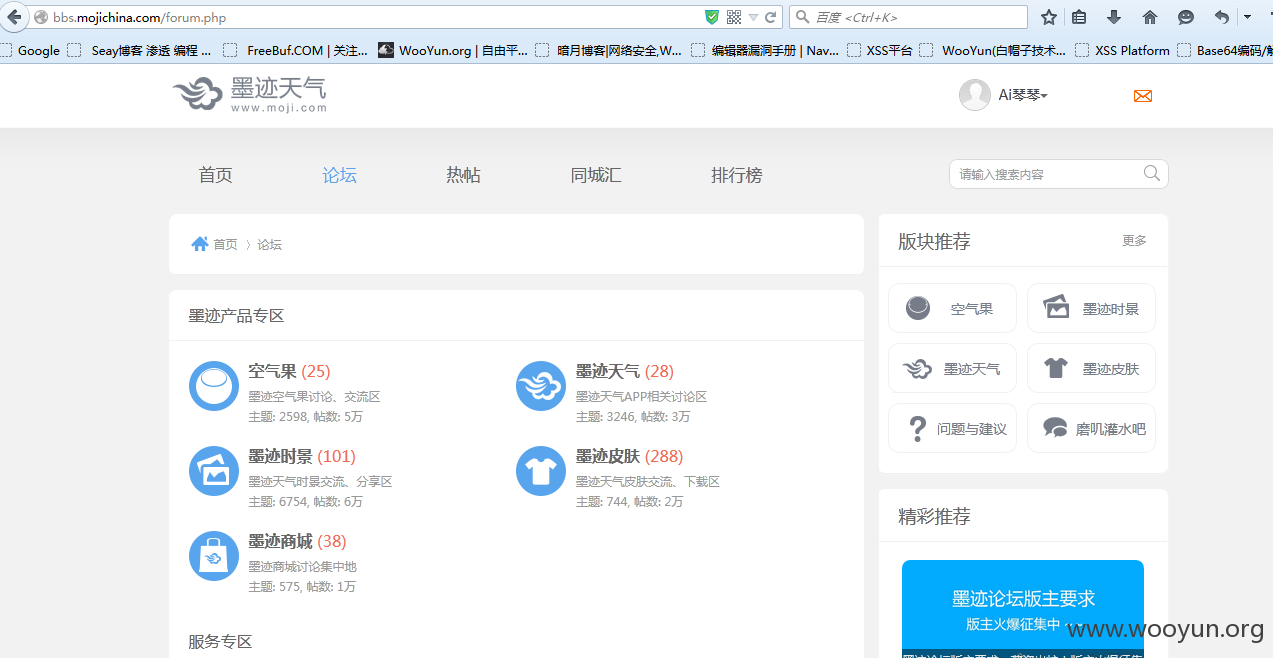 bbs.mojichina.com/forum.php
百度 <Ctrl+K>
Google Seay博客 渗透 编程 ... FreeBuf.COM | 关注... WooYun.org | 自由平... 暗月博客|网络安全,W... 编辑器漏洞手册 | Nav... XSS平台 WooYun(白帽子技术... XSS Platform Base64编码/
墨迹天气
www.moji.com
Ai琴琴
首页 论坛 热帖 同城汇 排行榜
请输入搜索内容
首页 〉论坛
墨迹产品专区
空气果 (25)
墨迹空气果讨论、交流区
主题: 2598, 帖数: 5万
墨迹天气 (28)
墨迹天气APP相关讨论区
主题: 3246, 帖数: 3万
墨迹时景 (101)
墨迹天气时景交流、分享区
主题: 6754, 帖数: 6万
墨迹皮肤 (288)
墨迹天气皮肤交流、下载区
主题: 744, 帖数: 2万
墨迹商城 (38)
墨迹商城讨论集中地
主题: 575, 帖数: 1万
服务专区
版块推荐 更多
空气果 墨迹时景
墨迹天气 墨迹皮肤
问题与建议 磨叽灌水吧
精彩推荐
墨迹论坛版主要求
版主火爆征集中
www.wooyun.org